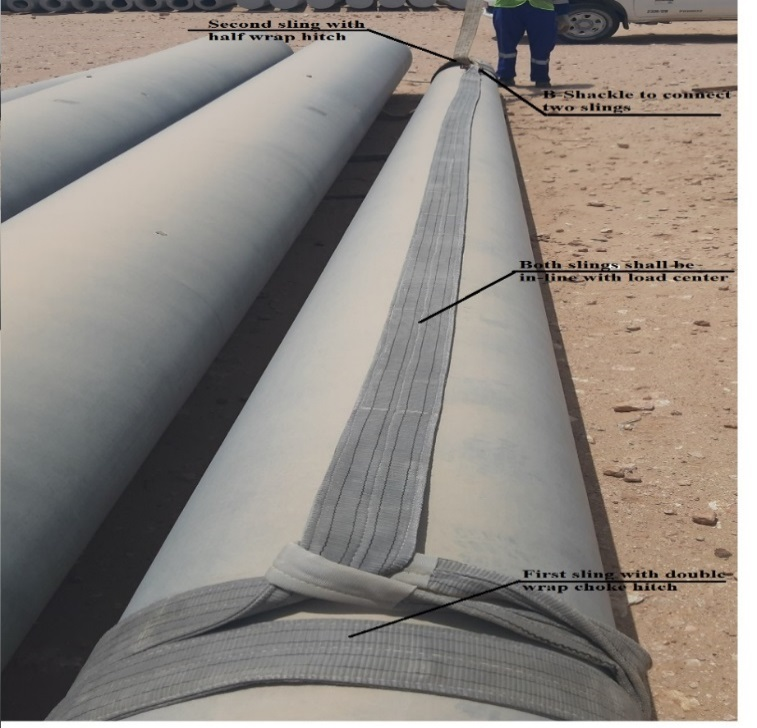 Second sling with
half wrap hitch
B-Shackle to connect
two slings
Both slings shall be
in-line with load center
First sling with double
wrap choke hitch